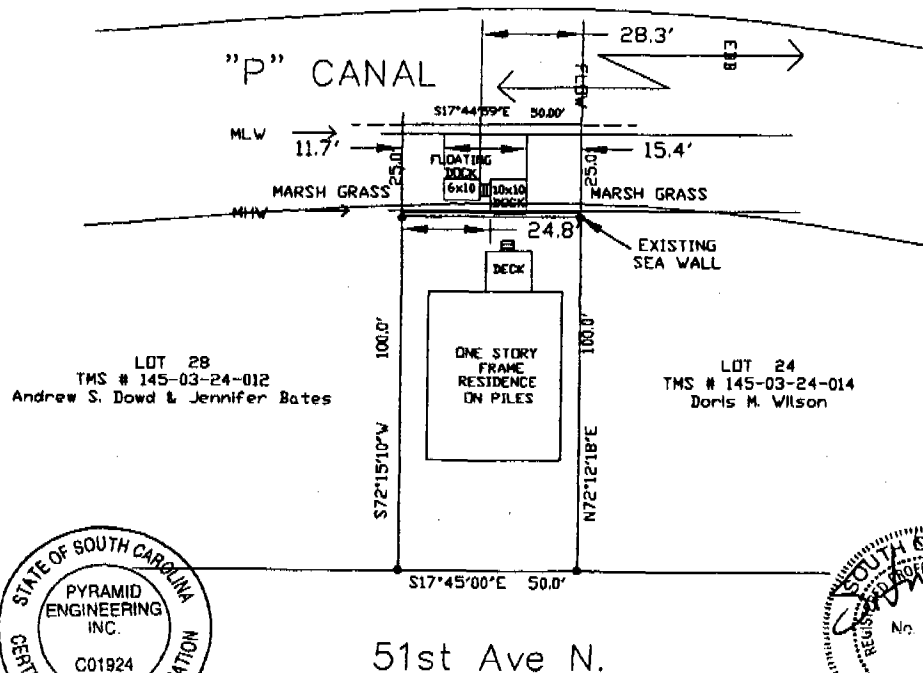 28.3'
EBB
"P" CANAL
FLOW
S17°44'59"E 50.00'
MLW
11.7'
15.4'
25.0'
FLOATING
DOCK
25.0'
6x10
10x10
DOCK
MARSH GRASS
MARSH GRASS
MHW
24.8'
EXISTING
SEA WALL
DECK
100.0'
100.0'
ONE STORY
FRAME
RESIDENCE
ON PILES
LOT 28
TMS # 145-03-24-012
Andrew S. Dowd & Jennifer Bates
LOT 24
TMS # 145-03-24-014
Doris M. Wilson
S72°15'10"W
N72°12'18"E
S17°45'00"E 50.0'
STATE OF SOUTH CAROLINA
PYRAMID
ENGINEERING
INC.
C01924
SOUTH
No.
51st Ave N.